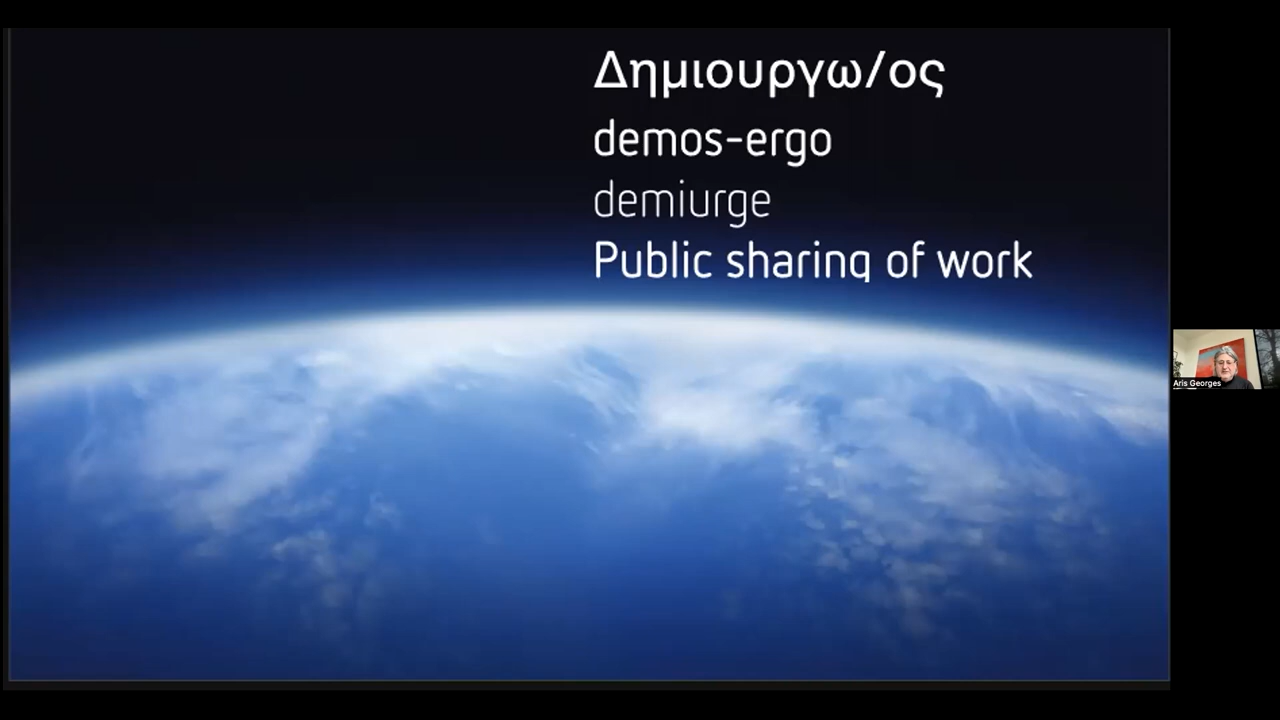 Δημιουργω/ος
demos-ergo
demiurge
Public sharing of work
Aris Georges